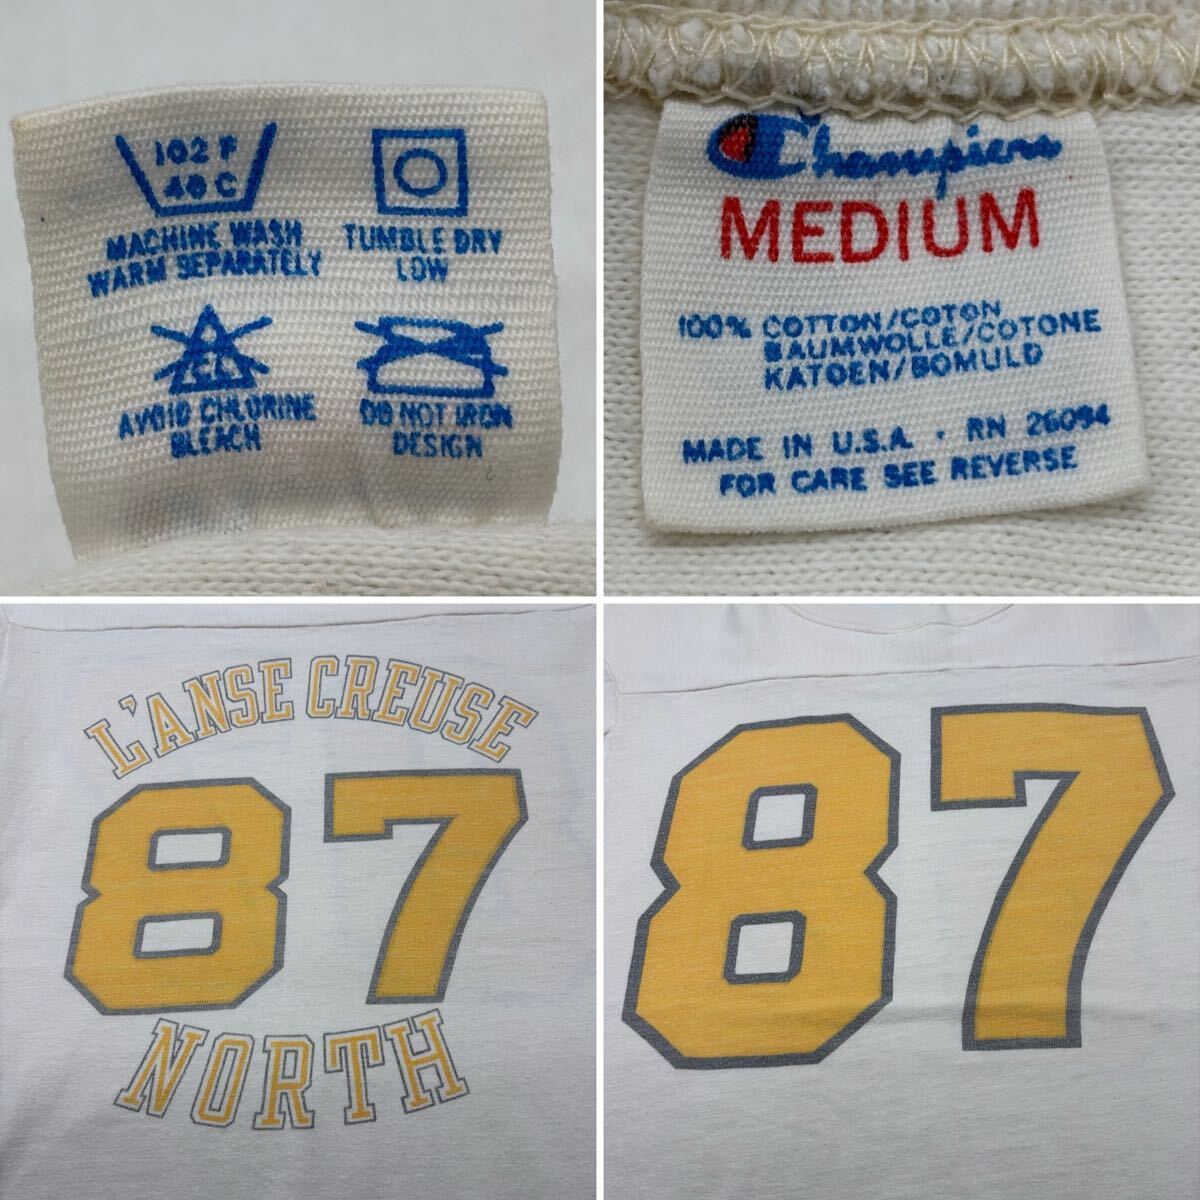 102 F
40 C
MACHINE WASH
WARM SEPARATELY
TUMBLE DRY
LOW
CL
AVOID CHLORINE
BLEACH
DO NOT IRON
DESIGN
Champion
MEDIUM
100% COTTON/COTON
BAUMWOLLE/COTONE
KATOEN/BOMULD
MADE IN U.S.A. · RN 26094
FOR CARE SEE REVERSE
L'ANSE CREUSE
87
NORTH
87